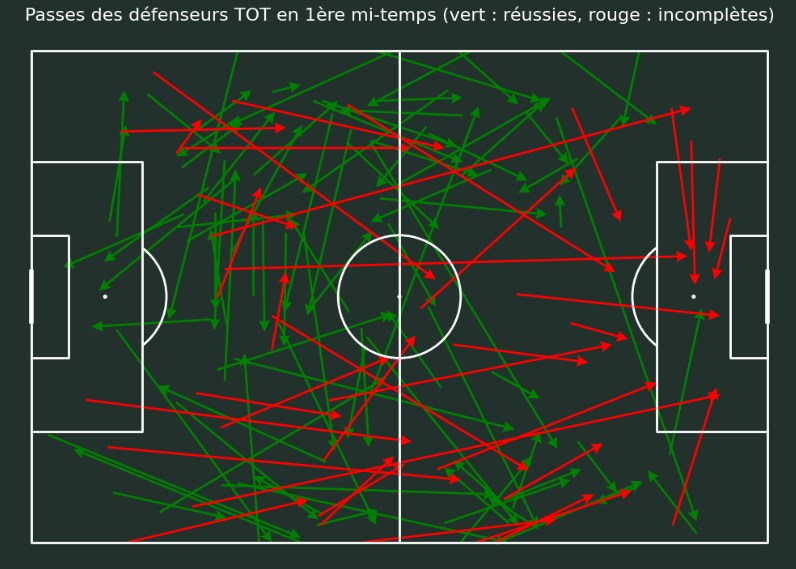 Passes des défenseurs TOT en 1ère mi-temps (vert : réussies, rouge : incomplètes)